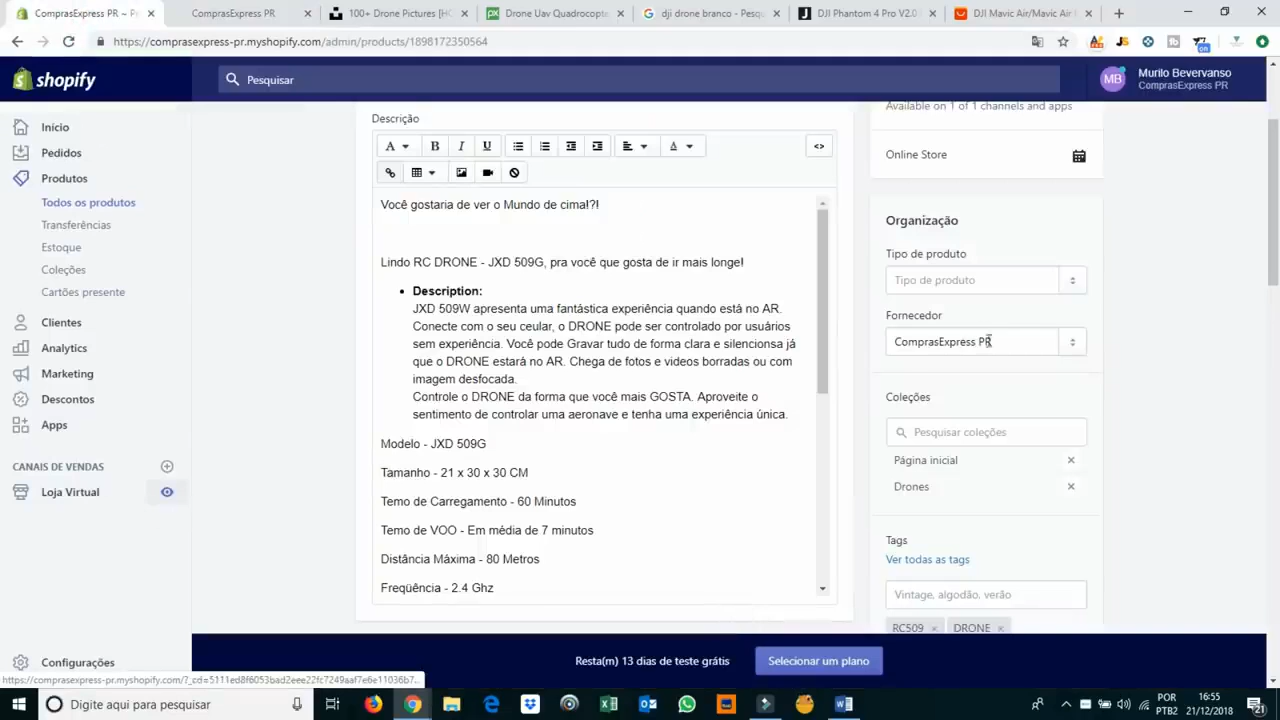 ComprasExpress PR ~ P
ComprasExpress PR
100+ Drone Pictures [HC
Drone Uav Quadrocopte
dji drone branco - Pesqu
DJI Phantom 4 Pro V2.0
DJI Mavic Air/Mavic Air
https://comprasexpress-pr.myshopify.com/admin/products/1898172350564
JS
on
shopify
Pesquisar
MB
Murilo Bevervanso
ComprasExpress PR
Início
Pedidos
Produtos
Todos os produtos
Transferências
Estoque
Coleções
Cartões presente
Clientes
Analytics
Marketing
Descontos
Apps
CANAIS DE VENDAS
Loja Virtual
Configurações
Descrição
A B I U A <>
Você gostaria de ver o Mundo de cima!?!
Lindo RC DRONE - JXD 509G, pra você que gosta de ir mais longe!
• Description:
JXD 509W apresenta uma fantástica experiência quando está no AR.
Conecte com o seu ceular, o DRONE pode ser controlado por usuários
sem experiência. Você pode Gravar tudo de forma clara e silencionsa já
que o DRONE estará no AR. Chega de fotos e videos borradas ou com
imagem desfocada.
Controle o DRONE da forma que você mais GOSTA. Aproveite o
sentimento de controlar uma aeronave e tenha uma experiência única.
Modelo - JXD 509G
Tamanho - 21 x 30 x 30 CM
Temo de Carregamento - 60 Minutos
Temo de VOO - Em média de 7 minutos
Distância Máxima - 80 Metros
Freqüência - 2.4 Ghz
Available on 1 of 1 channels and apps
Online Store
Organização
Tipo de produto
Tipo de produto
Fornecedor
ComprasExpress PR
Coleções
Pesquisar coleções
Página inicial
Drones
Tags
Ver todas as tags
Vintage, algodão, verão
RC509 ×
DRONE ×
Resta(m) 13 dias de teste grátis
Selecionar um plano
Digite aqui para pesquisar
POR
PTB2
16:55
21/12/2018
21